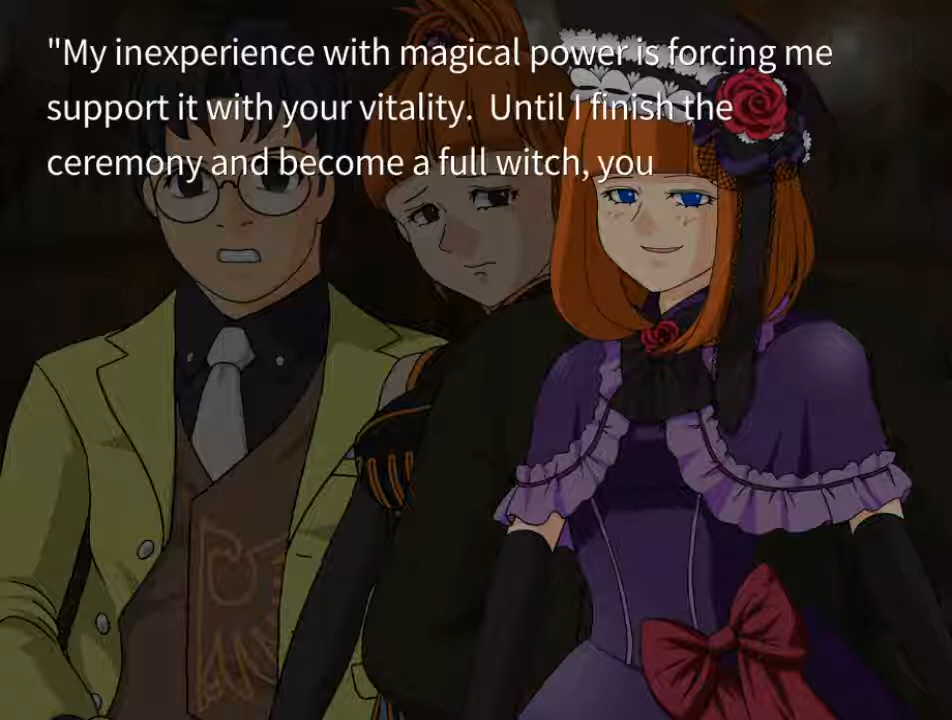 "My inexperience with magical power is forcing me
support it with your vitality.  Until I finish the
ceremony and become a full witch, you